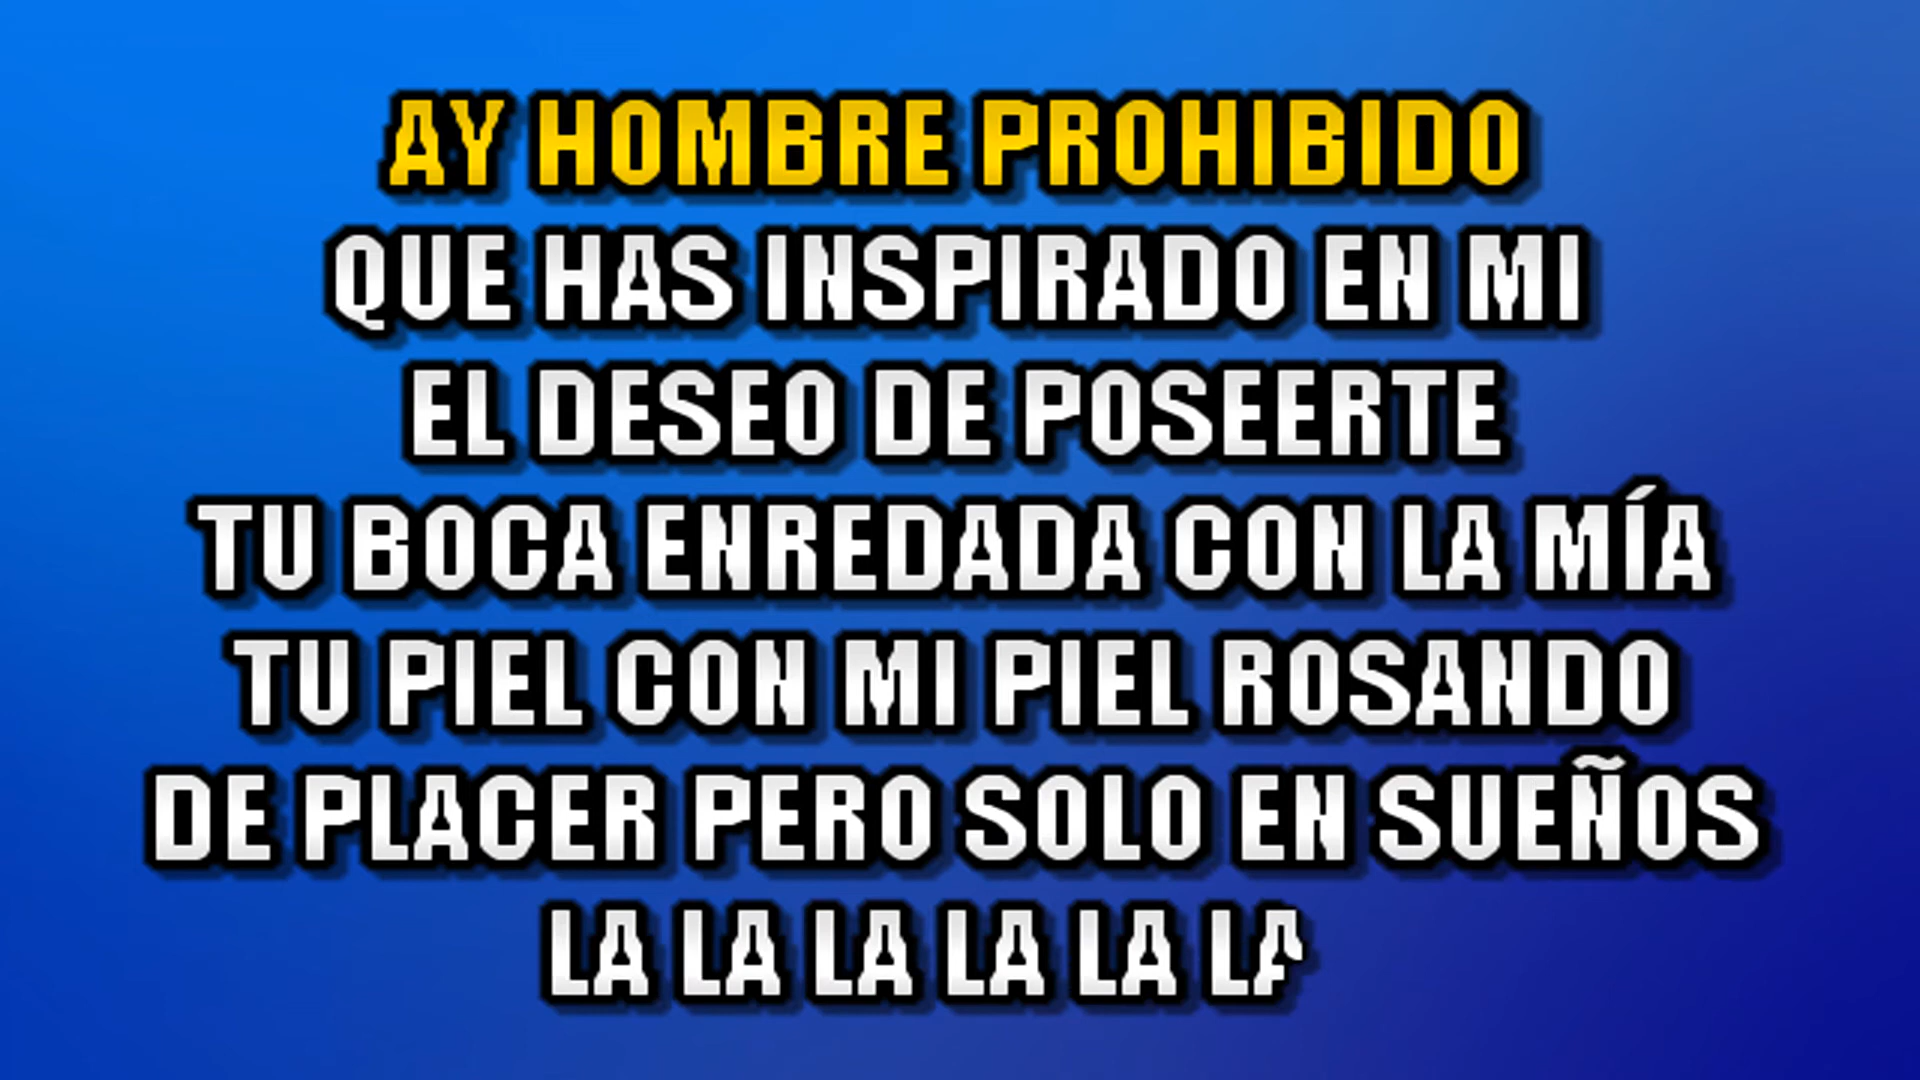 AY HOMBRE PROHIBIDO
QUE HAS INSPIRADO EN MI
EL DESEO DE POSEERTE
TU BOCA ENREDADA CON LA MÍA
TU PIEL CON MI PIEL ROSANDO
DE PLACER PERO SOLO EN SUEÑOS
LA LA LA LA LA LA